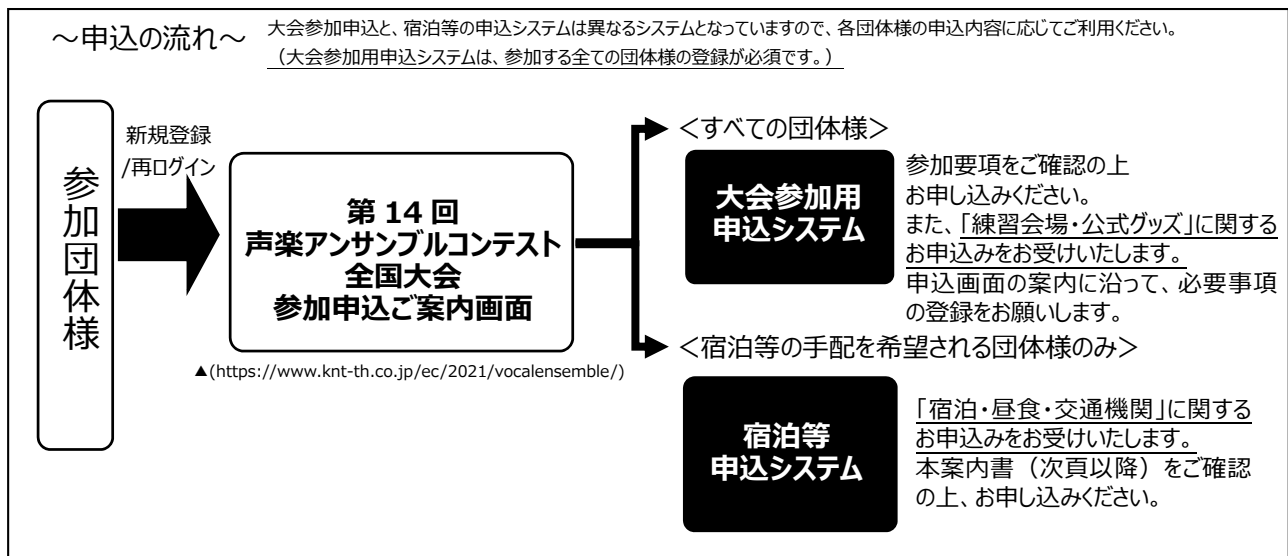 ～申込の流れ～
大会参加申込と、宿泊等の申込システムは異なるシステムとなっていますので、各団体様の申込内容に応じてご利用ください。
（大会参加用申込システムは、参加する全ての団体様の登録が必須です。）
参加団体様
新規登録
/再ログイン
第 14 回
声楽アンサンブルコンテスト
全国大会
参加申込ご案内画面
▲(https://www.knt-th.co.jp/ec/2021/vocalensemble/)
＜すべての団体様＞
大会参加用
申込システム
参加要項をご確認の上
お申し込みください。
また、「練習会場・公式グッズ」に関する
お申込みをお受けいたします。
申込画面の案内に沿って、必要事項
の登録をお願いします。
＜宿泊等の手配を希望される団体様のみ＞
宿泊等
申込システム
「宿泊・昼食・交通機関」に関する
お申込みをお受けいたします。
本案内書（次頁以降）をご確認
の上、お申し込みください。